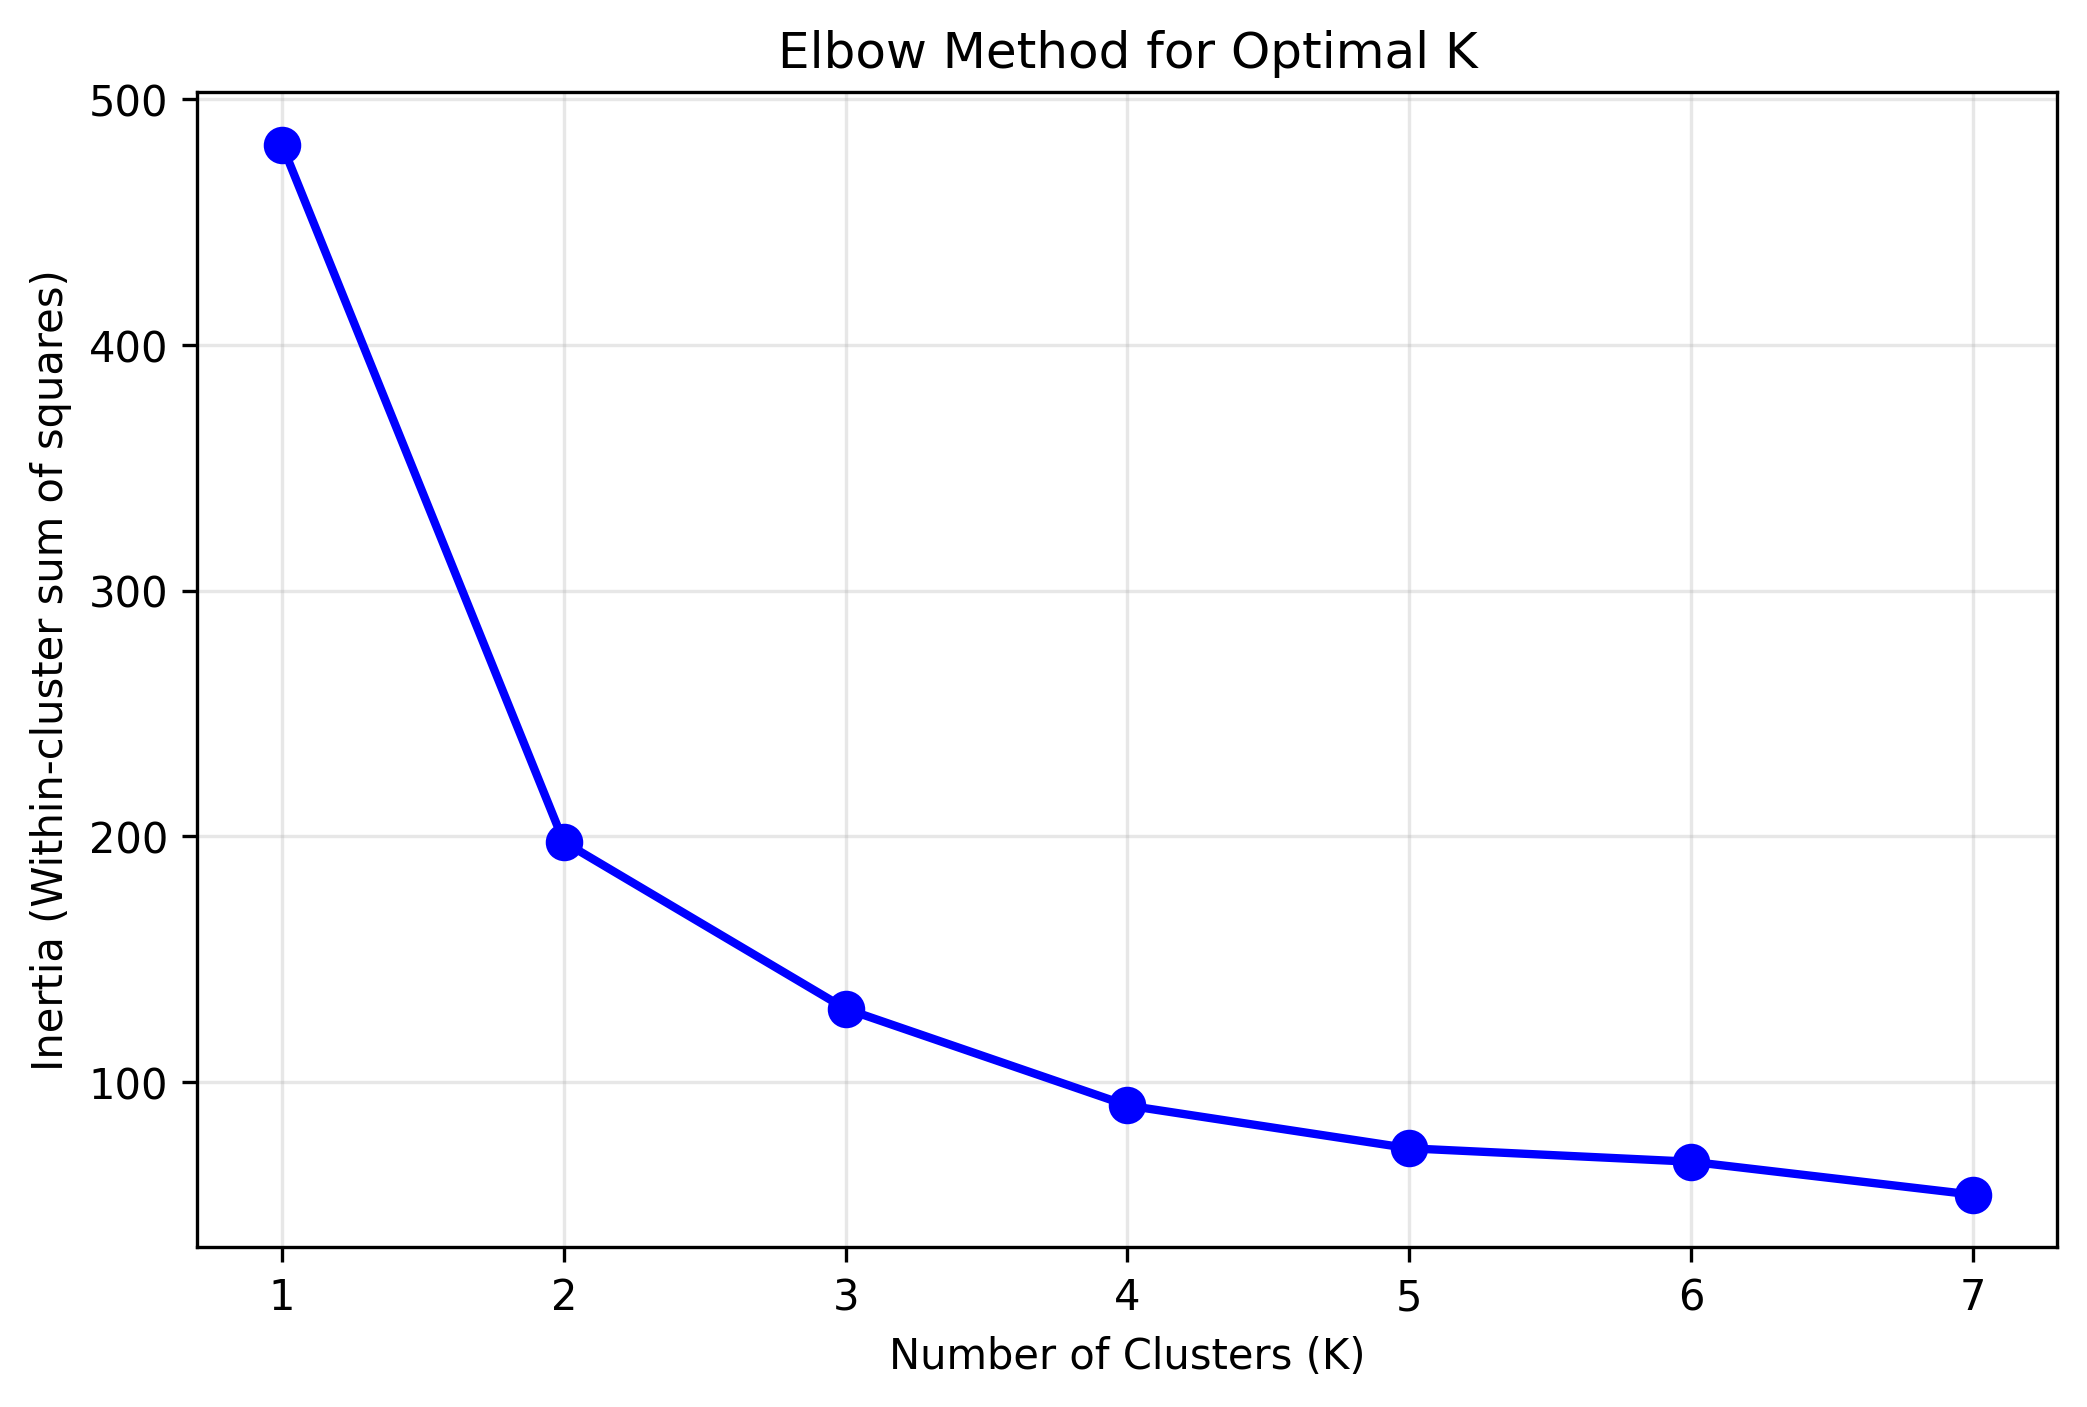 Elbow Method for Optimal K
Inertia (Within-cluster sum of squares)
500
400
300
200
100
1 2 3 4 5 6 7
Number of Clusters (K)